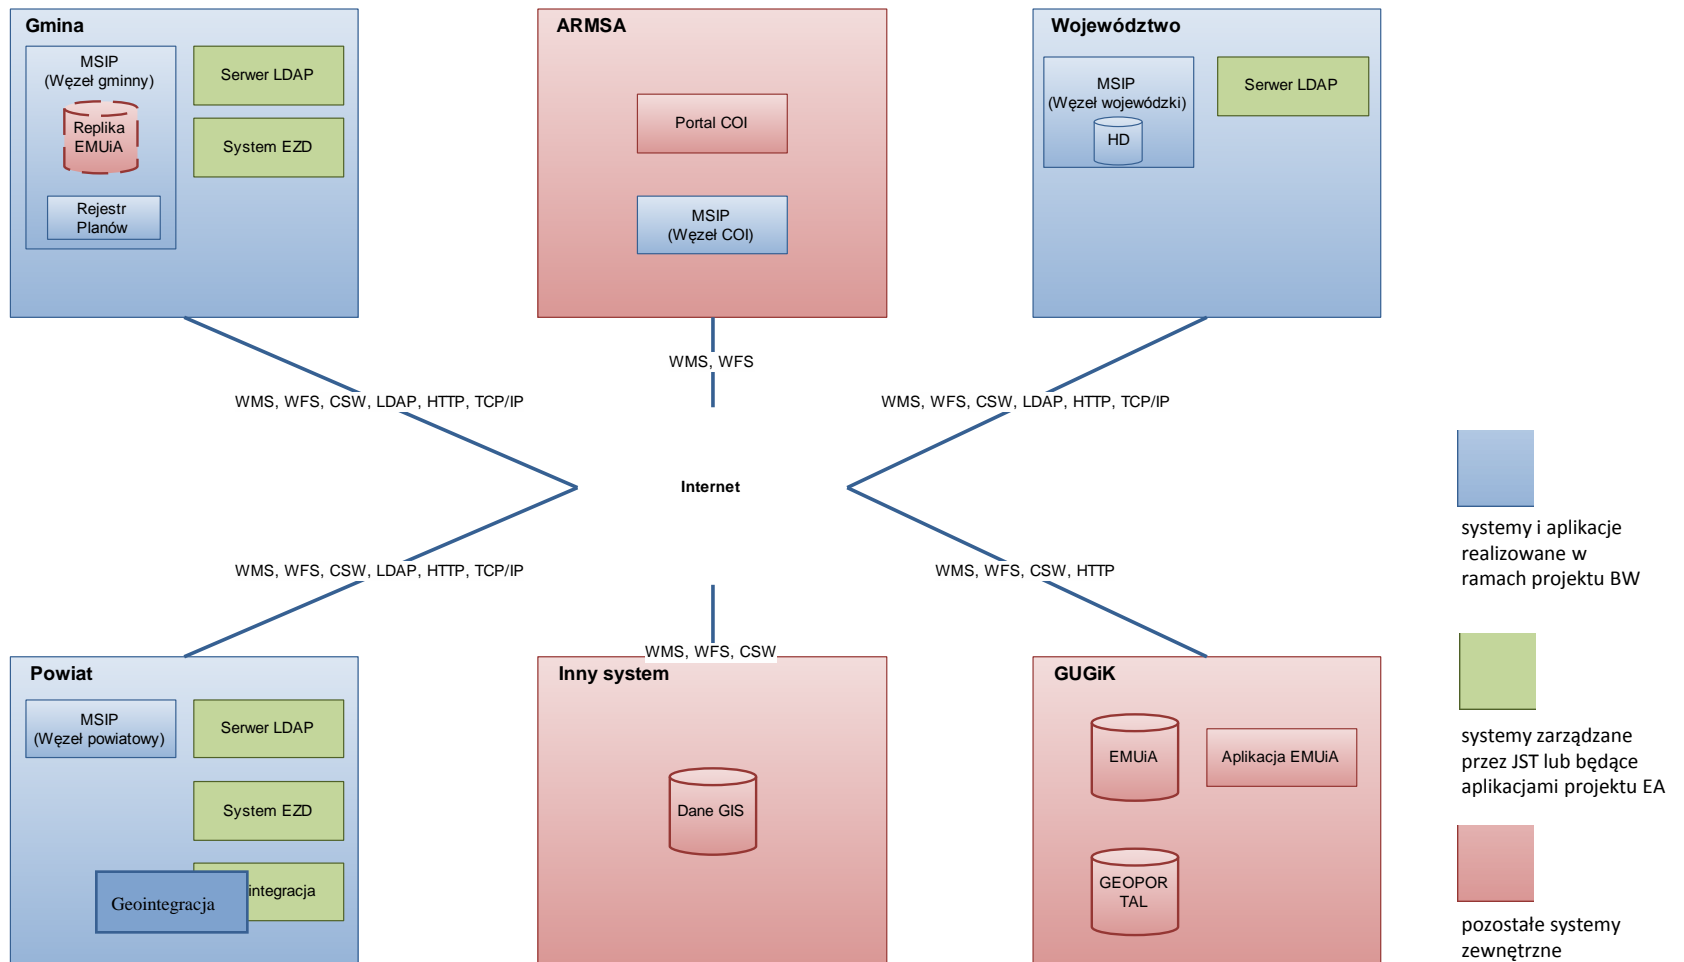 Gmina
MSIP
(Węzeł gminny)
Replika
EMUiA
Rejestr
Planów
Serwer LDAP
System EZD
ARMSA
Portal COI
MSIP
(Węzeł COI)
Województwo
MSIP
(Węzeł wojewódzki)
HD
Serwer LDAP
WMS, WFS
WMS, WFS, CSW, LDAP, HTTP, TCP/IP
WMS, WFS, CSW, LDAP, HTTP, TCP/IP
Internet
WMS, WFS, CSW, LDAP, HTTP, TCP/IP
WMS, WFS, CSW, HTTP
WMS, WFS, CSW
Powiat
MSIP
(Węzeł powiatowy)
Serwer LDAP
System EZD
integracja
Geointegracja
Inny system
Dane GIS
GUGiK
EMUiA
Aplikacja EMUiA
GEOPOR
TAL
systemy i aplikacje
realizowane w
ramach projektu BW
systemy zarządzane
przez JST lub będące
aplikacjami projektu EA
pozostałe systemy
zewnętrzne